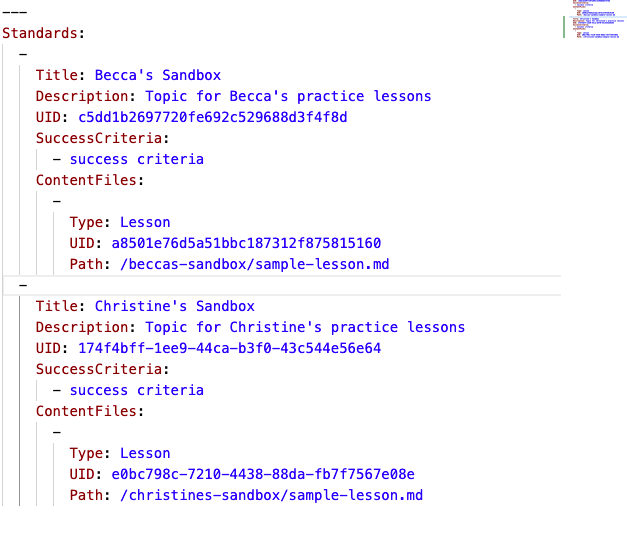 ---
Standards:
-
Title: Becca's Sandbox
Description: Topic for Becca's practice lessons
UID: c5dd1b2697720fe692c529688d3f4f8d
SuccessCriteria:
- success criteria
ContentFiles:
-
Type: Lesson
UID: a8501e76d5a51bbc187312f875815160
Path: /beccas-sandbox/sample-lesson.md
-
Title: Christine's Sandbox
Description: Topic for Christine's practice lessons
UID: 174f4bff-1ee9-44ca-b3f0-43c544e56e64
SuccessCriteria:
- success criteria
ContentFiles:
-
Type: Lesson
UID: e0bc798c-7210-4438-88da-fb7f7567e08e
Path: /christines-sandbox/sample-lesson.md